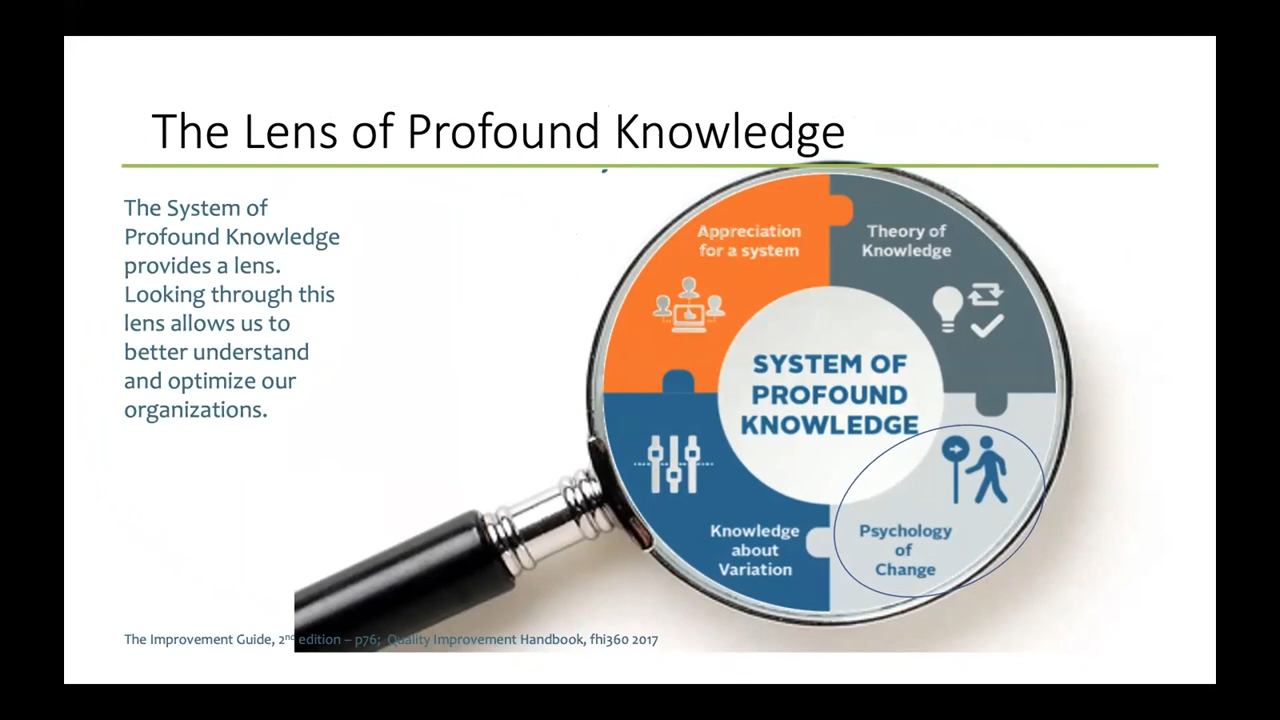 The Lens of Profound Knowledge
The System of
Profound Knowledge
provides a lens.
Looking through this
lens allows us to
better understand
and optimize our
organizations.
Appreciation
for a system
Theory of
Knowledge
SYSTEM OF
PROFOUND
KNOWLEDGE
Knowledge
about
Variation
Psychology
of
Change
The Improvement Guide, 2nd edition – p76; Quality Improvement Handbook, fhi360 2017